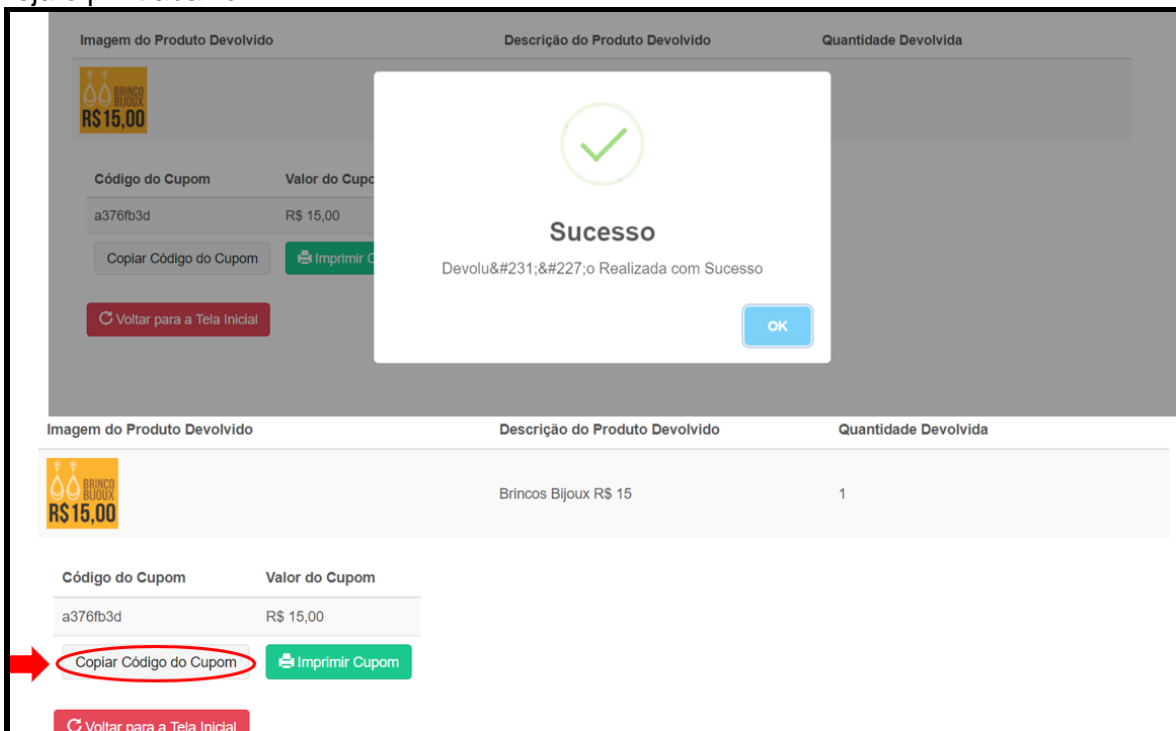 Imagem do Produto Devolvido Descrição do Produto Devolvido Quantidade Devolvida
BRINCO
BIJOUX
R$15,00
Código do Cupom Valor do Cupo
a376fb3d R$ 15,00
Copiar Código do Cupom Imprimir C
Voltar para a Tela Inicial
Sucesso
Devolu&#231;&#227;o Realizada com Sucesso
OK
Imagem do Produto Devolvido Descrição do Produto Devolvido Quantidade Devolvida
BRINCO
BIJOUX
R$15,00
Brincos Bijoux R$ 15 1
Código do Cupom Valor do Cupom
a376fb3d R$ 15,00
Copiar Código do Cupom Imprimir Cupom
Voltar para a Tela Inicial